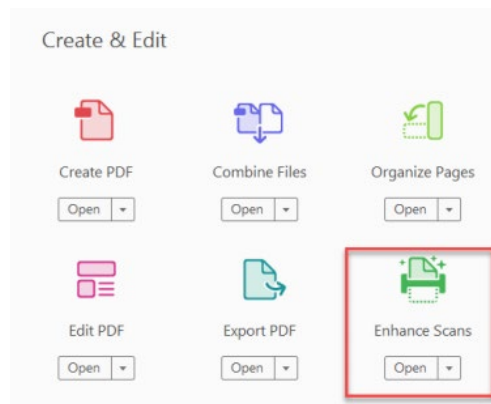 Create & Edit
Create PDF Combine Files Organize Pages
Open Open Open
Edit PDF Export PDF Enhance Scans
Open Open Open